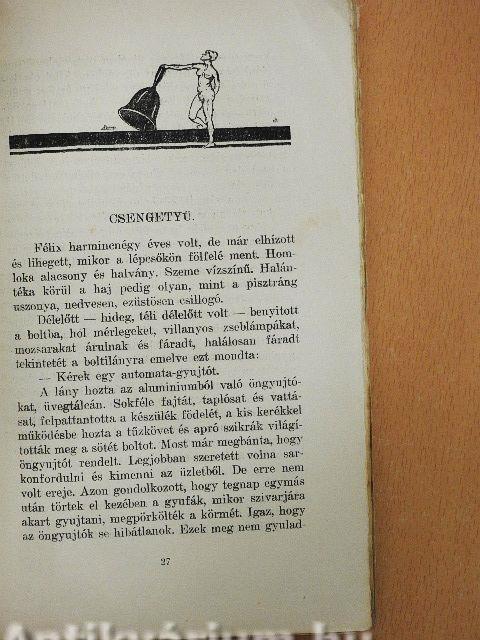 CSENGETYÜ.
Félix harmincnégy éves volt, de már elhízott
és lihegett, mikor a lépcsőkön fölfelé ment. Hom-
loka alacsony és halvány. Szeme vízszínű. Halán-
téka körül a haj pedig olyan, mint a pisztráng
uszonya, nedvesen, ezüstösen csillogó.
Délelőtt — hideg, téli délelőtt volt — benyitott
a boltba, hol mérlegeket, villanyos zseblámpákat,
mozsarakat árulnak és fáradt, halálosan fáradt
tekintetét a boltilányra emelve ezt mondta:
— Kérek egy automata-gyujtót.
A lány hozta az aluminiumból való öngyujtó-
kat, üvegtálcán. Sokféle fajtát, taplósat és vattá-
sat, felpattantotta a készülék födelét, a kis kerékkel
működésbe hozta a tűzkövet és apró szikrák világí-
tották meg a sötét boltot. Most már megbánta, hogy
öngyujtót rendelt. Legjobban szeretett volna sar-
konfordulni és kimenni az üzletből. De erre nem
volt ereje. Azon gondolkozott, hogy tegnap egymás
után törtek el kezében a gyufák, mikor szivarjára
akart gyujtani, megpörkölték a körmét. Igaz, hogy
az öngyujtók se hibátlanok. Ezek meg nem gyulad-
27
Antikvárium.hu